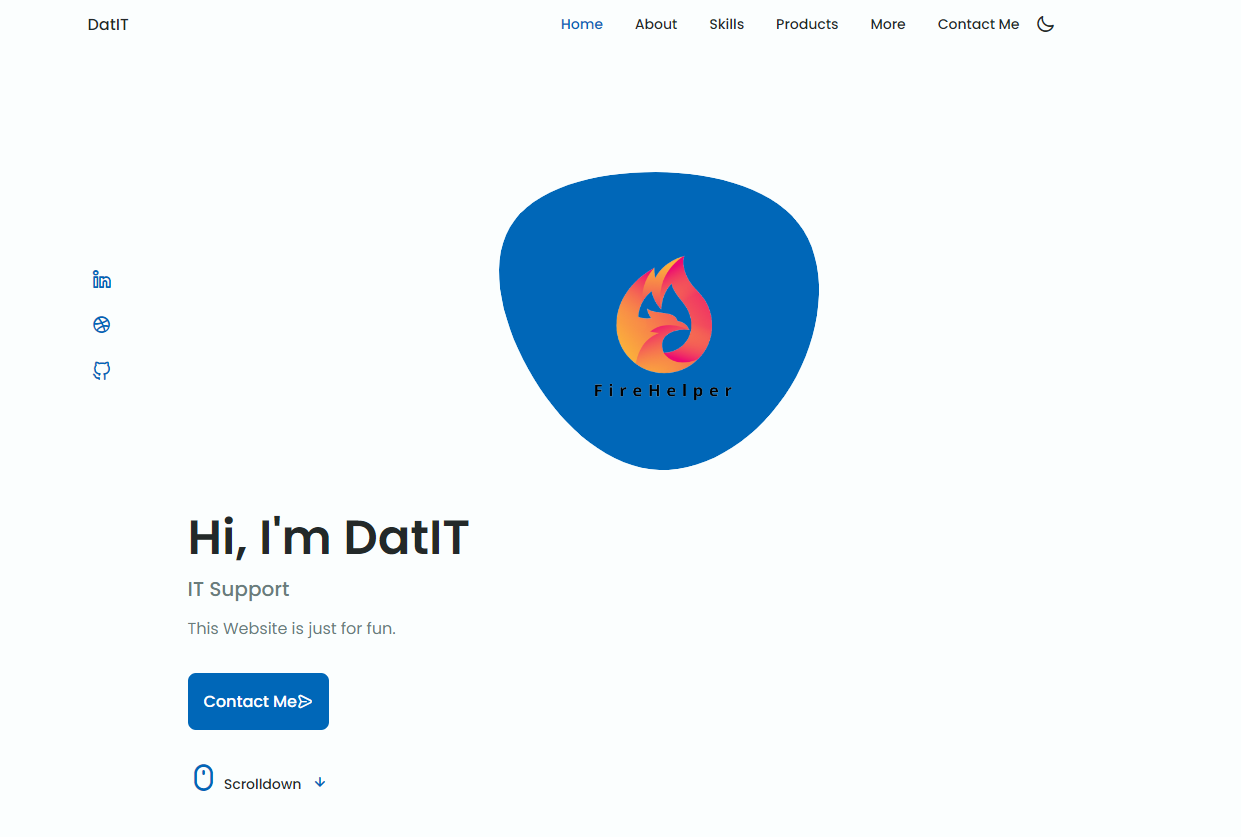 DatIT
Home About Skills Products More Contact Me
FireHelper
Hi, I'm DatIT
IT Support
This Website is just for fun.
Contact Me
Scrolldown